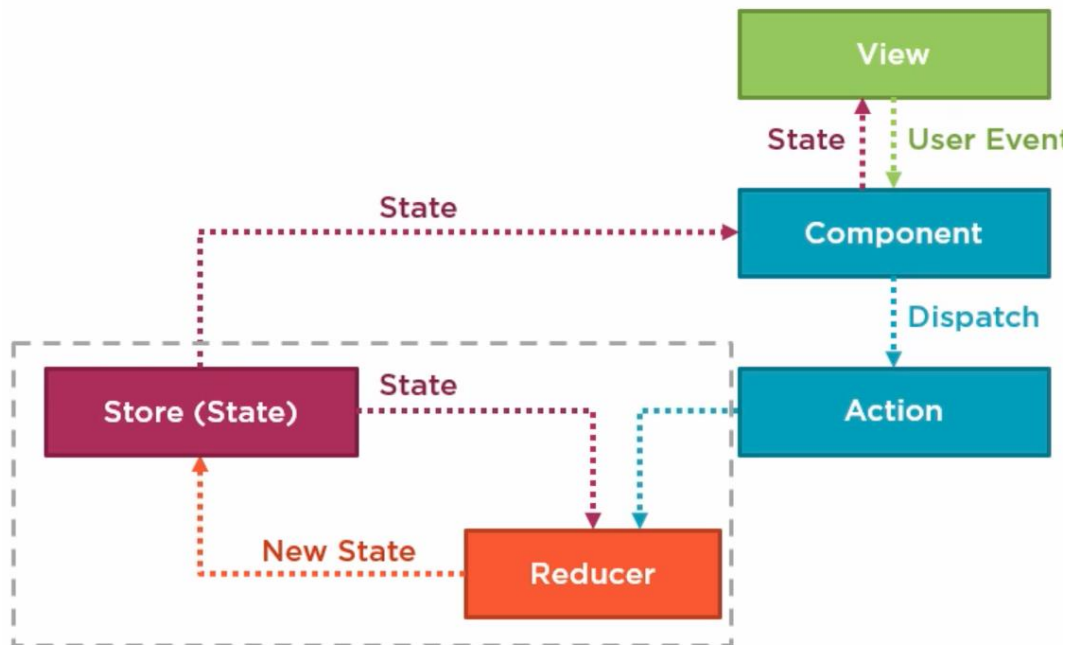 View
State
User Event
State
Component
Dispatch
Store (State)
State
Action
New State
Reducer